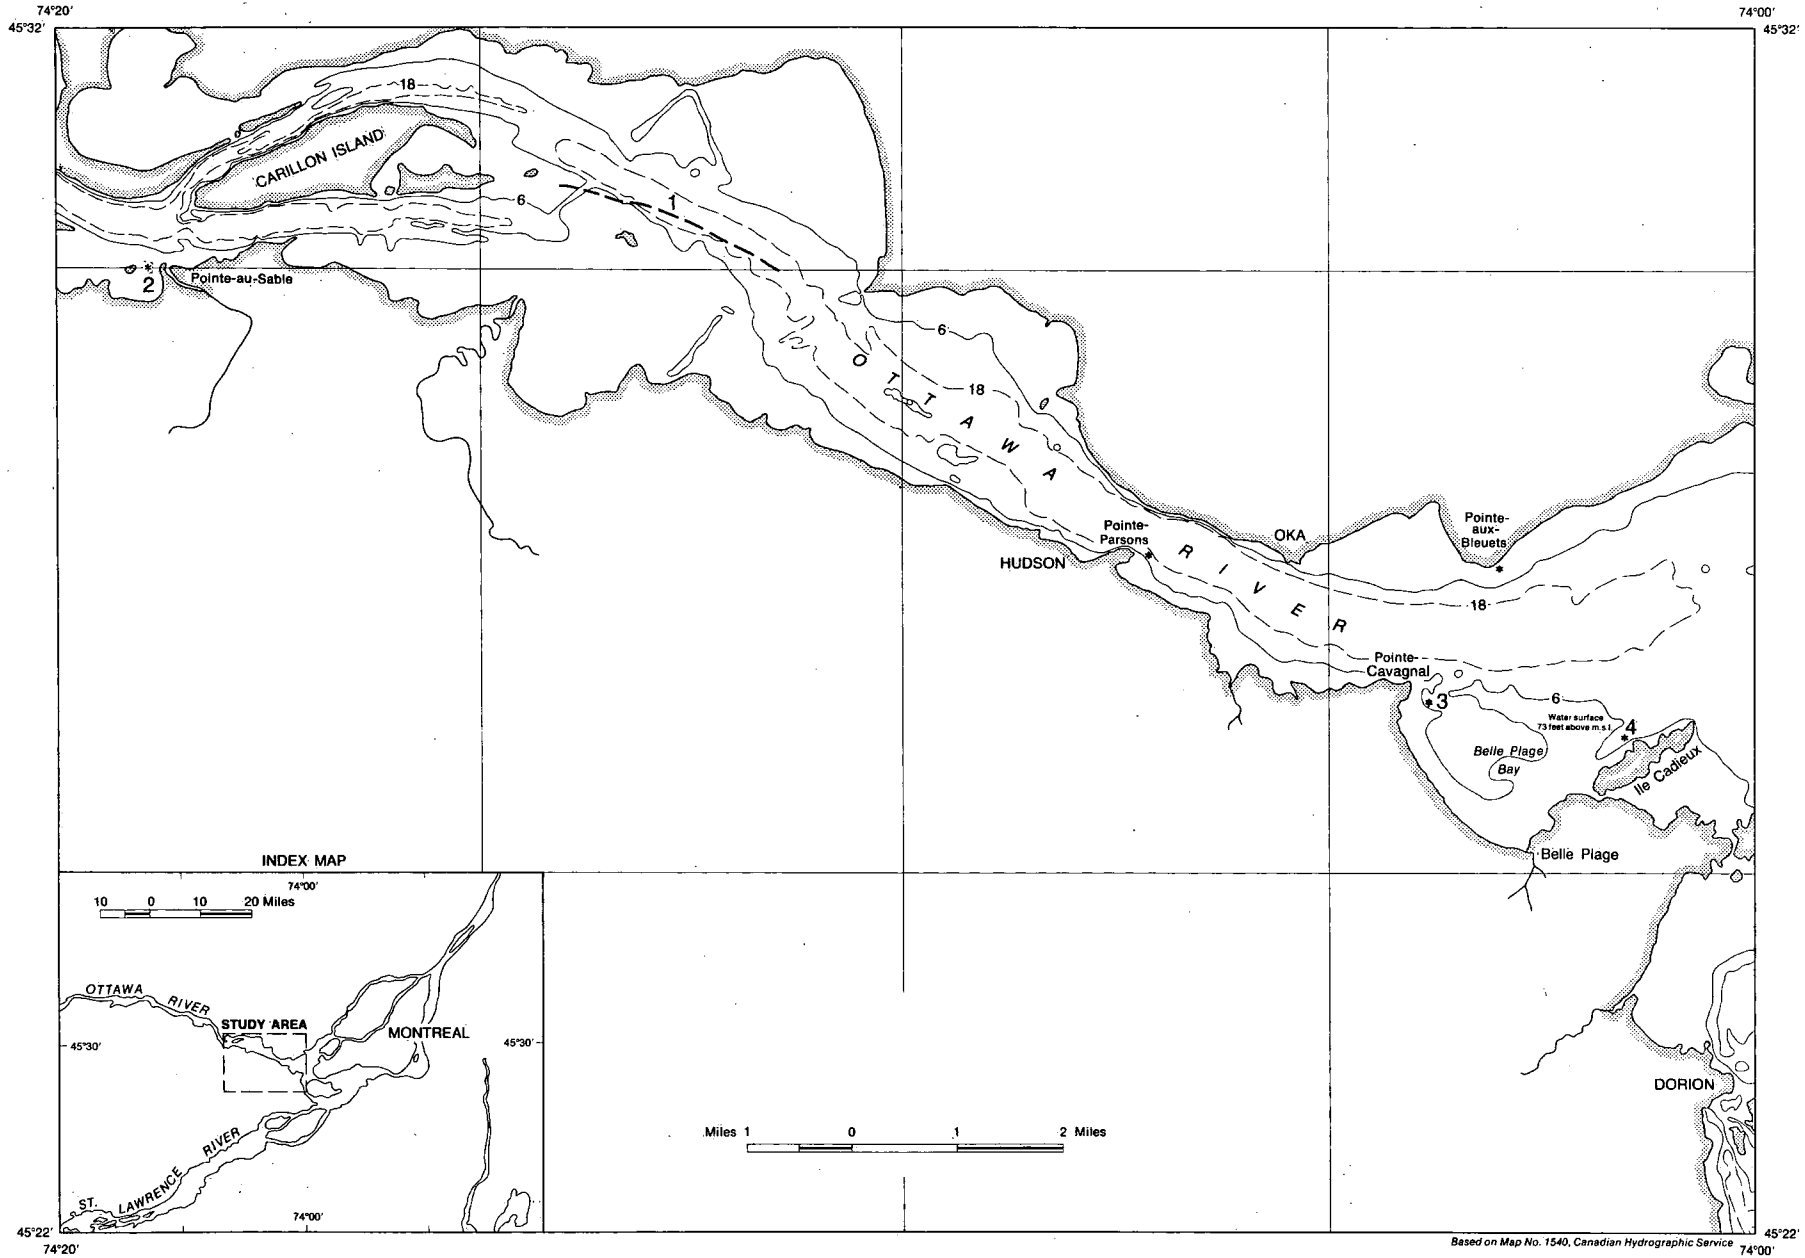 74°20'
74°00'
45°32'
45°32'
18
CARILLON ISLAND
6
1
2
Pointe-au-Sable
6
18
OTTAWA RIVER
Pointe-
Parsons
HUDSON
OKA
Pointe-
aux-
Bleuets
18
Pointe-
Cavagnal
3
6
Water surface
73 feet above m.s.l.
4
Belle Plage
Bay
Ile Cadieux
Belle Plage
DORION
INDEX MAP
74°00'
10 0 10 20 Miles
OTTAWA RIVER
STUDY AREA
MONTREAL
45°30'
45°30'
ST. LAWRENCE RIVER
74°00'
Miles 1 0 1 2 Miles
45°22'
45°22'
74°20'
74°00'
Based on Map No. 1540, Canadian Hydrographic Service